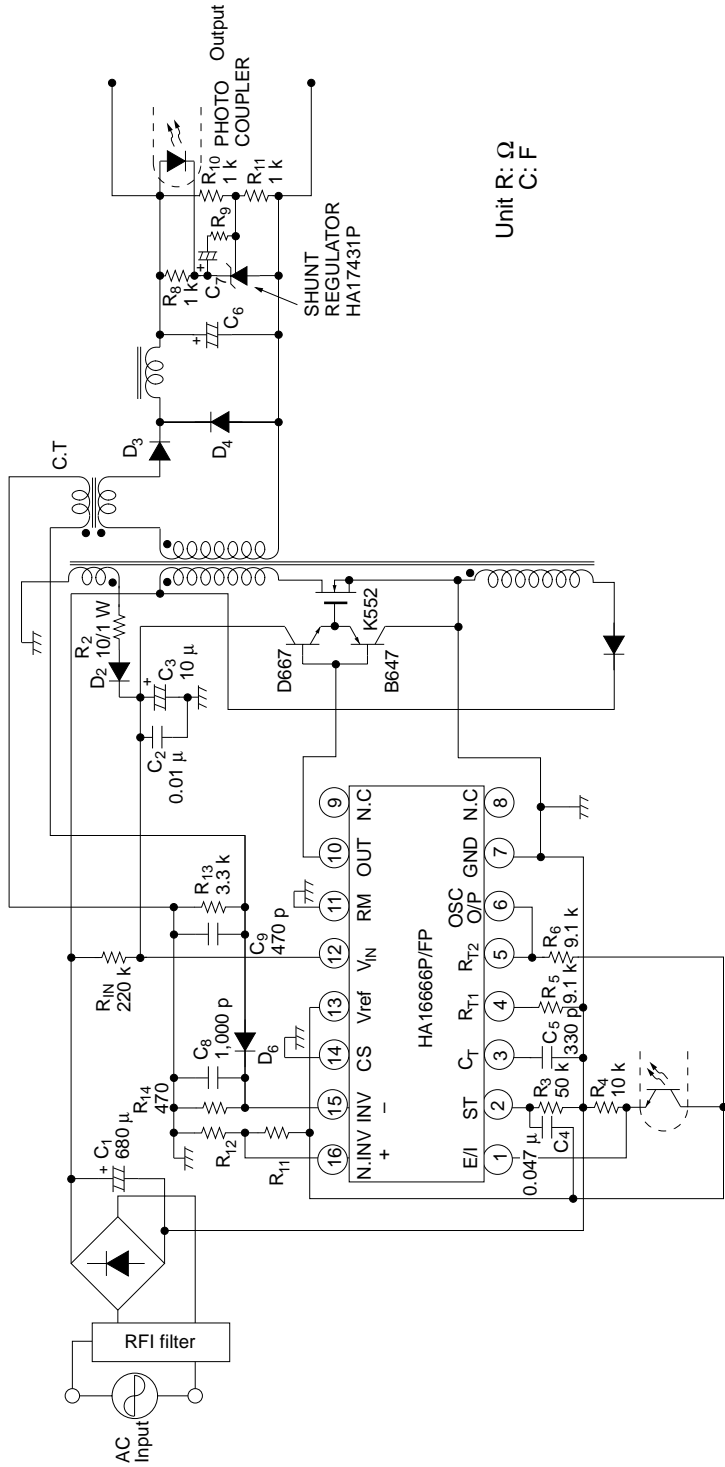 AC
Input
RFI filter
C1
680 µ
+
RIN
220 k
R2
10/1 W
D2
C3
10 µ
+
C2
0.01 µ
C.T
D3
D4
C6
+
R8
1 k
C7
+
R9
R10
1 k
R11
1 k
PHOTO
COUPLER
Output
SHUNT
REGULATOR
HA17431P
Unit R: Ω
C: F
D667
B647
K552
R14
470
C8
1,000 p
D6
C9
470 p
R13
3.3 k
R12
R11
16 15 14 13 12 11 10 9
N.INV INV CS Vref VIN RM OUT N.C
+ −
HA16666P/FP
E/I ST CT RT1 RT2 OSC O/P GND N.C
1 2 3 4 5 6 7 8
0.047 µ
C4
R3
50 k
R4
10 k
C5
330 p
R5
9.1 k
R6
9.1 k